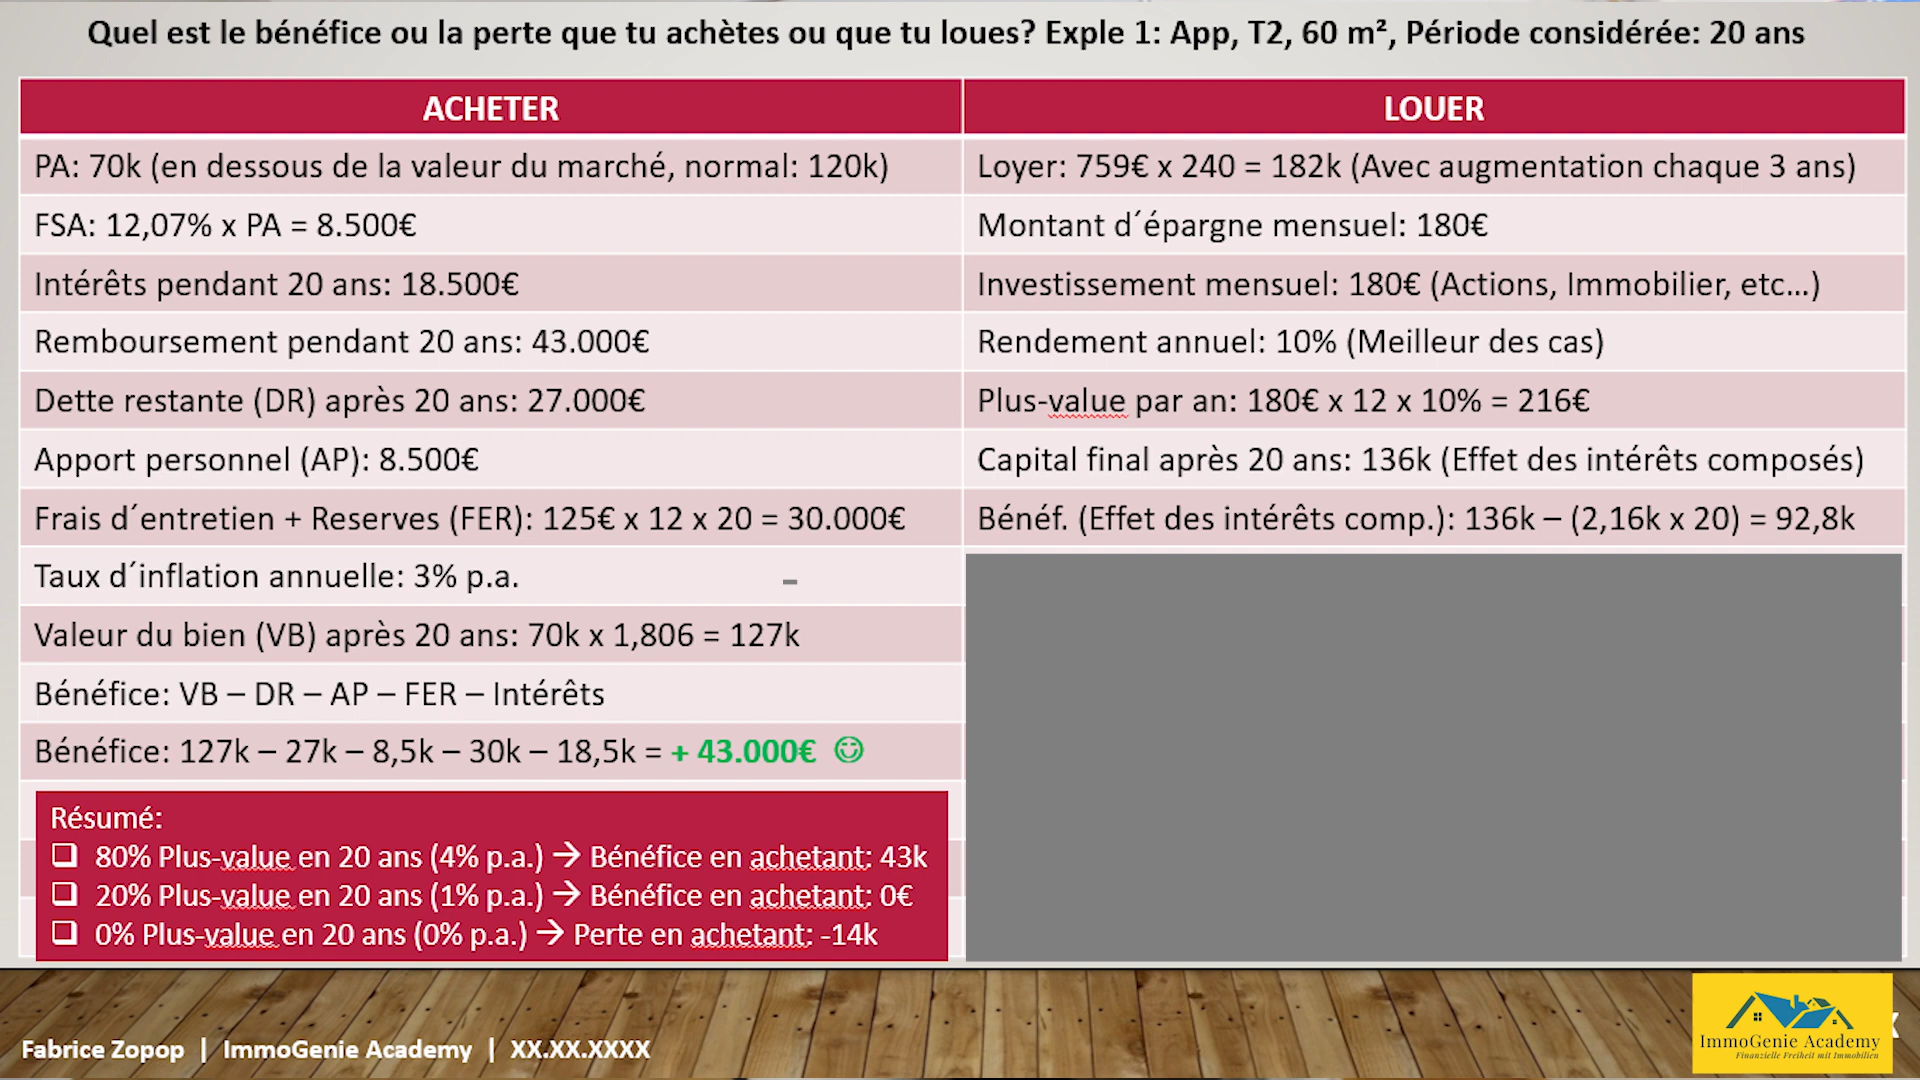 Quel est le bénéfice ou la perte que tu achètes ou que tu loues? Exple 1: App, T2, 60 m², Période considérée: 20 ans
ACHETER
LOUER
PA: 70k (en dessous de la valeur du marché, normal: 120k)
Loyer: 759€ x 240 = 182k (Avec augmentation chaque 3 ans)
FSA: 12,07% x PA = 8.500€
Montant d´épargne mensuel: 180€
Intérêts pendant 20 ans: 18.500€
Investissement mensuel: 180€ (Actions, Immobilier, etc…)
Remboursement pendant 20 ans: 43.000€
Rendement annuel: 10% (Meilleur des cas)
Dette restante (DR) après 20 ans: 27.000€
Plus-value par an: 180€ x 12 x 10% = 216€
Apport personnel (AP): 8.500€
Capital final après 20 ans: 136k (Effet des intérêts composés)
Frais d´entretien + Reserves (FER): 125€ x 12 x 20 = 30.000€
Bénéf. (Effet des intérêts comp.): 136k – (2,16k x 20) = 92,8k
Taux d´inflation annuelle: 3% p.a.
Valeur du bien (VB) après 20 ans: 70k x 1,806 = 127k
Bénéfice: VB – DR – AP – FER – Intérêts
Bénéfice: 127k – 27k – 8,5k – 30k – 18,5k = + 43.000€ ☺
Résumé:
❑ 80% Plus-value en 20 ans (4% p.a.) → Bénéfice en achetant: 43k
❑ 20% Plus-value en 20 ans (1% p.a.) → Bénéfice en achetant: 0€
❑ 0% Plus-value en 20 ans (0% p.a.) → Perte en achetant: -14k
Fabrice Zopop | ImmoGenie Academy | XX.XX.XXXX
ImmoGenie Academy
Finanzielle Freiheit mit Immobilien